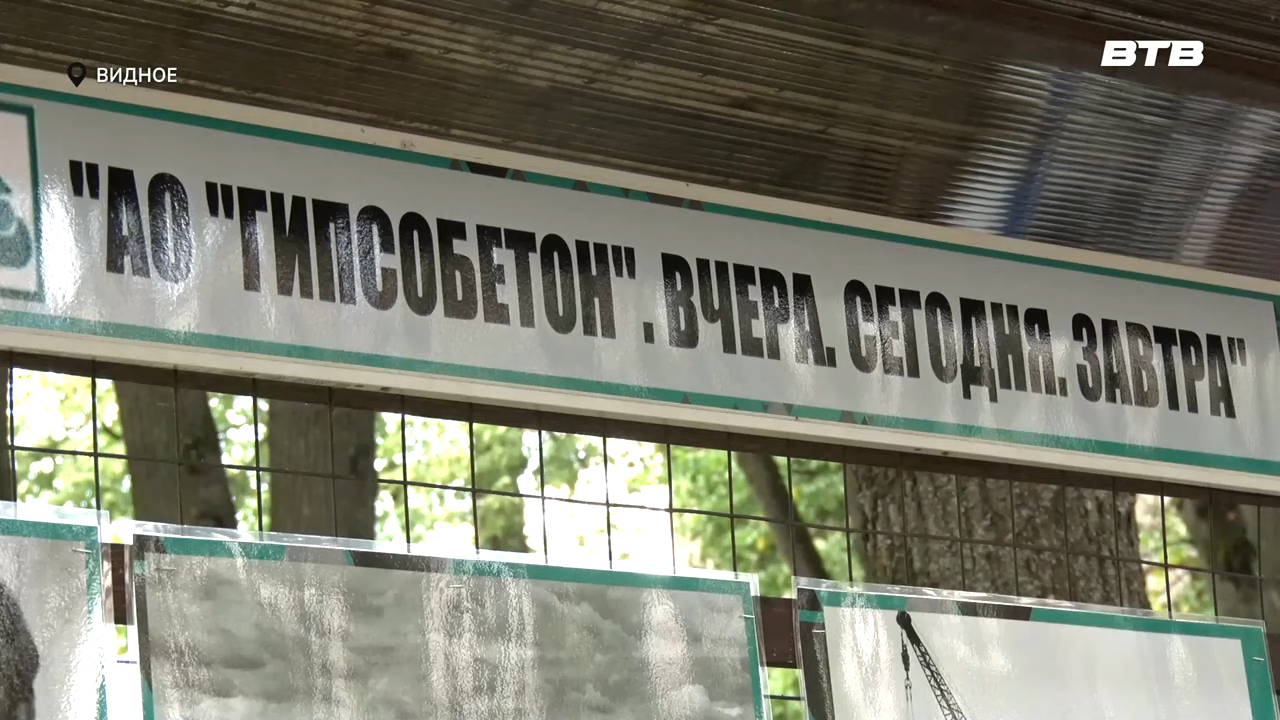 ВИДНОЕ
ВТВ
"АО "ГИПСОБЕТОН". ВЧЕРА. СЕГОДНЯ. ЗАВТРА"